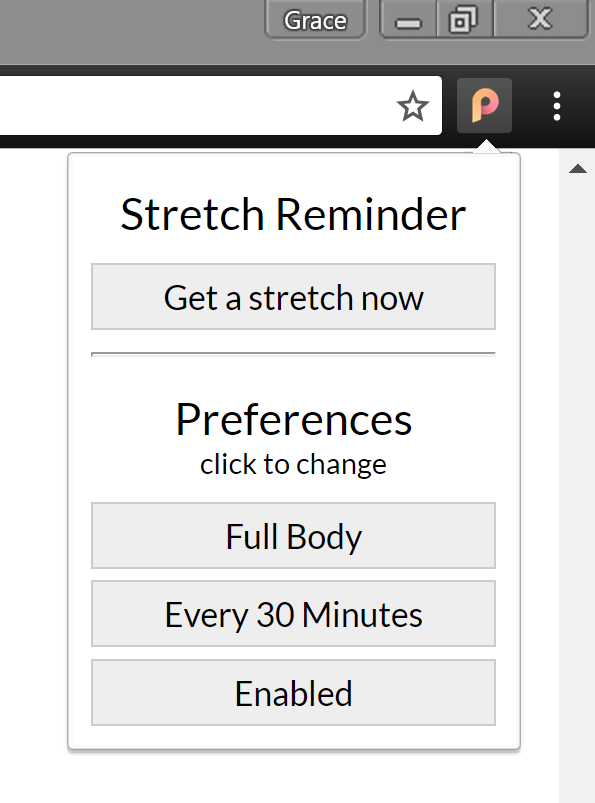 Grace
Stretch Reminder
Get a stretch now
Preferences
click to change
Full Body
Every 30 Minutes
Enabled